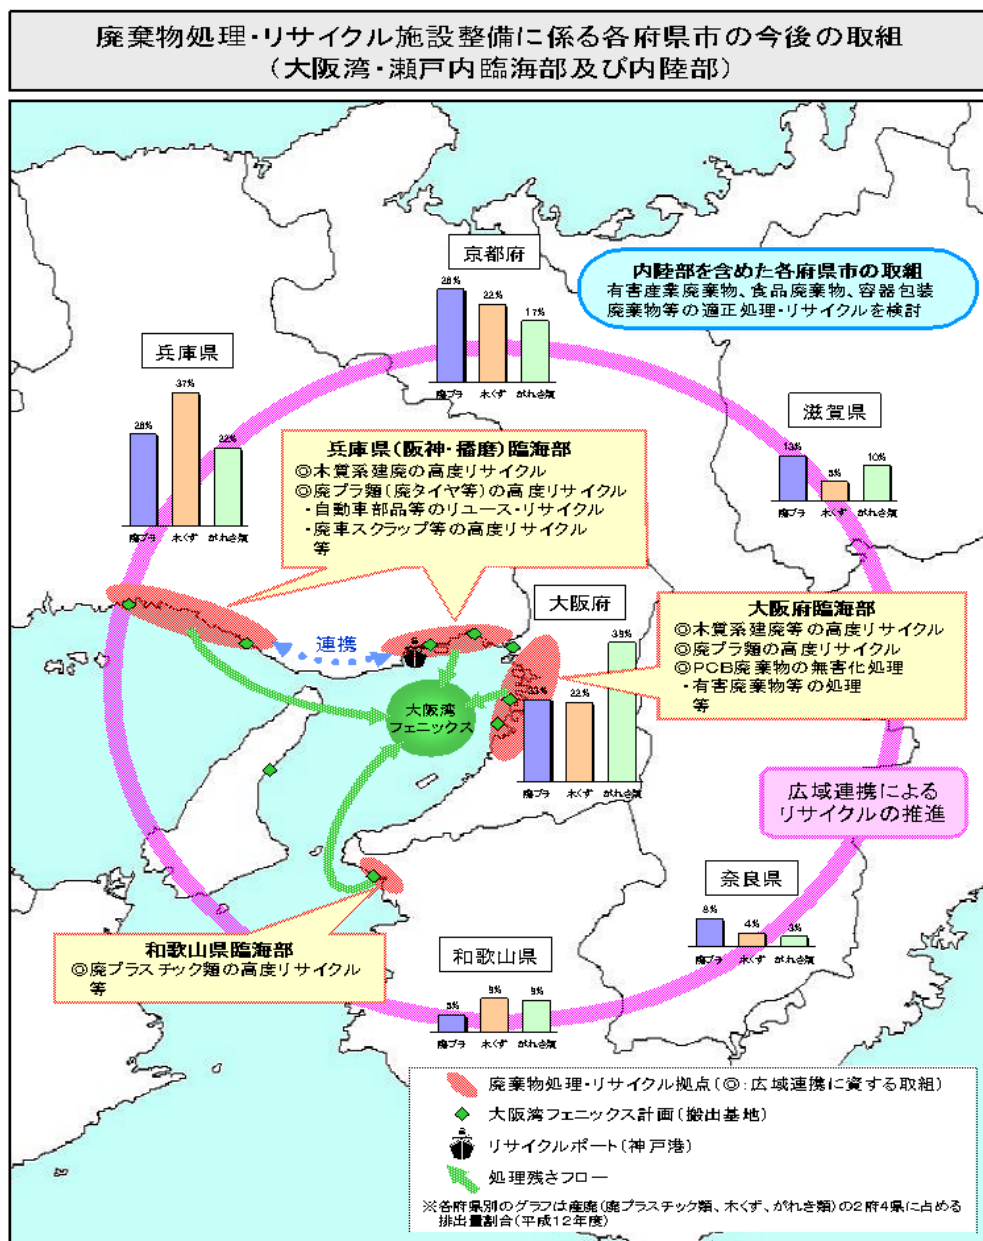 廃棄物処理・リサイクル施設整備に係る各府県市の今後の取組
（大阪湾・瀬戸内臨海部及び内陸部）
京都府
28%
22%
17%
廃プラ 木くず がれき類
内陸部を含めた各府県市の取組
有害産業廃棄物、食品廃棄物、容器包装
廃棄物等の適正処理・リサイクルを検討
兵庫県
37%
22%
廃プラ 木くず がれき類
滋賀県
13%
10%
廃プラ 木くず がれき類
兵庫県（阪神・播磨）臨海部
◎木質系建廃の高度リサイクル
◎廃プラ類（廃タイヤ等）の高度リサイクル
・自動車部品等のリユース・リサイクル
・廃車スクラップ等の高度リサイクル
等
大阪府
22%
廃プラ 木くず がれき類
大阪府臨海部
◎木質系建廃等の高度リサイクル
◎廃プラ類の高度リサイクル
◎PCB廃棄物の無害化処理
・有害廃棄物等の処理
等
連携
大阪湾
フェニックス
広域連携による
リサイクルの推進
奈良県
8%
4%
3%
廃プラ 木くず がれき類
和歌山県臨海部
◎廃プラスチック類の高度リサイクル
等
和歌山県
9%
9%
廃プラ 木くず がれき類
廃棄物処理・リサイクル拠点（◎：広域連携に資する取組）
大阪湾フェニックス計画（搬出基地）
リサイクルポート（神戸港）
処理残さフロー
※各府県別のグラフは産廃（廃プラスチック類、木くず、がれき類）の２府４県に占める
排出量割合（平成１２年度）